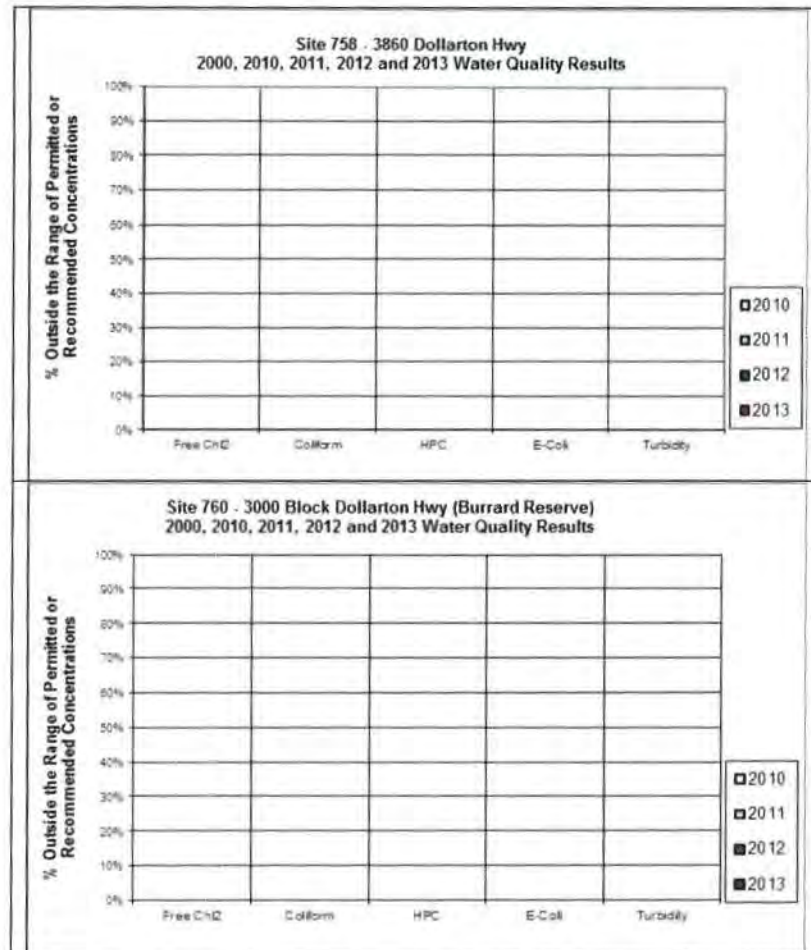 Site 758 - 3860 Dollarton Hwy
2000, 2010, 2011, 2012 and 2013 Water Quality Results
% Outside the Range of Permitted or
Recommended Concentrations
100%
90%
80%
70%
60%
50%
40%
30%
20%
10%
0%
Free Chl2
Coliform
HPC
E-Coli
Turbidity
2010
2011
2012
2013
Site 760 - 3000 Block Dollarton Hwy (Burrard Reserve)
2000, 2010, 2011, 2012 and 2013 Water Quality Results
% Outside the Range of Permitted or
Recommended Concentrations
100%
90%
80%
70%
60%
50%
40%
30%
20%
10%
0%
Free Chl2
Coliform
HPC
E-Coli
Turbidity
2010
2011
2012
2013